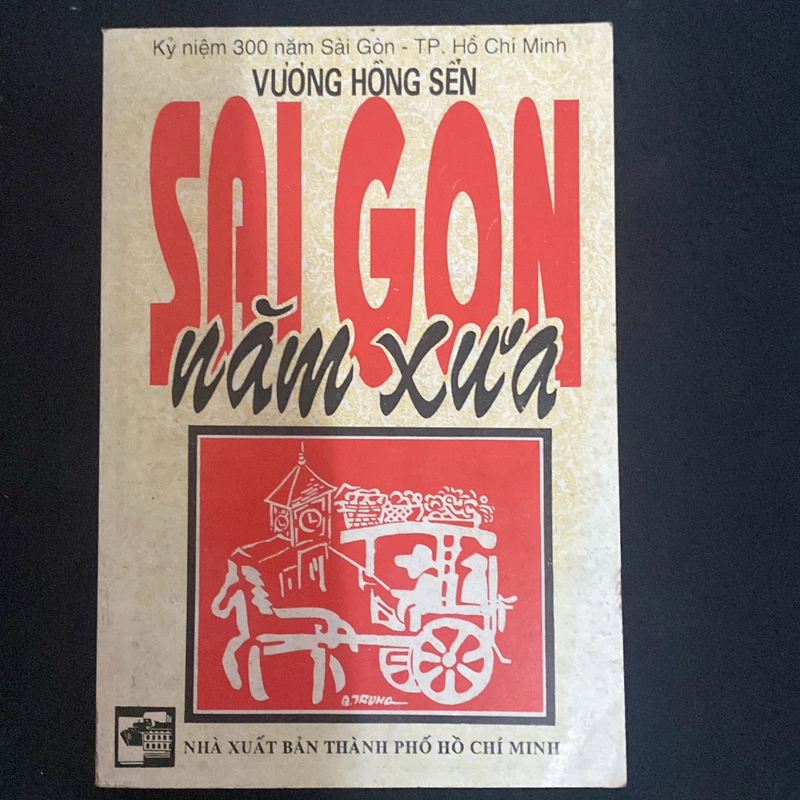 Kỷ niệm 300 năm Sài Gòn - TP. Hồ Chí Minh
VƯƠNG HỒNG SỂN
SAI GON
năm xưa
Q.TRUNG
NHÀ XUẤT BẢN THÀNH PHỐ HỒ CHÍ MINH